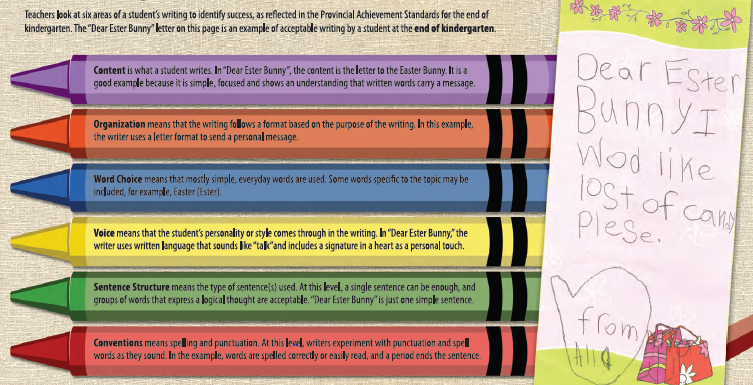 Teachers look at six areas of a student's writing to identify success, as reflected in the Provincial Achievement Standards for the end of
kindergarten. The "Dear Ester Bunny" letter on this page is an example of acceptable writing by a student at the end of kindergarten.
Content is what a student writes. In "Dear Ester Bunny", the content is the letter to the Easter Bunny. It is a
good example because it is simple, focused and shows an understanding that written words carry a message.
Organization means that the writing follows a format based on the purpose of the writing. In this example,
the writer uses a letter format to send a personal message.
Word Choice means that mostly simple, everyday words are used. Some words specific to the topic may be
included, for example, Easter (Ester).
Voice means that the student's personality or style comes through in the writing. In "Dear Ester Bunny," the
writer uses written language that sounds like "talk" and includes a signature in a heart as a personal touch.
Sentence Structure means the type of sentence(s) used. At this level, a single sentence can be enough, and
groups of words that express a logical thought are acceptable. "Dear Ester Bunny" is just one simple sentence.
Conventions means spelling and punctuation. At this level, writers experiment with punctuation and spell
words as they sound. In the example, words are spelled correctly or easily read, and a period ends the sentence.
Dear Ester
Bunny I
Wod like
lost of candy
Plese.
from